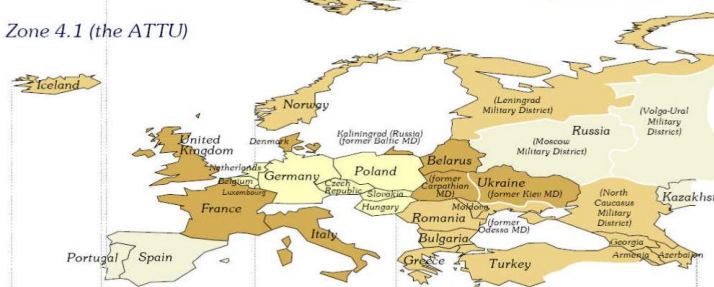 Zone 4.1 (the ATTU)
Iceland
Norway
(Leningrad
Military District)
(Volga-Ural
Military
District)
Russia
(Moscow
Military District)
United
Kingdom
Denmark
Kaliningrad (Russia)
(former Baltic MD)
Netherlands
Belgium
Luxembourg
Germany
Poland
Belarus
Czech
Republic
Slovakia
Hungary
(former
Carpathian
MD)
Ukraine
(former Kiev MD)
France
Italy
Moldova
Romania
(former
Odessa MD)
Bulgaria
(North
Caucasus
Military
District)
Kazakhs
Portugal
Spain
Greece
Turkey
Georgia
Armenia
Azerbaijan